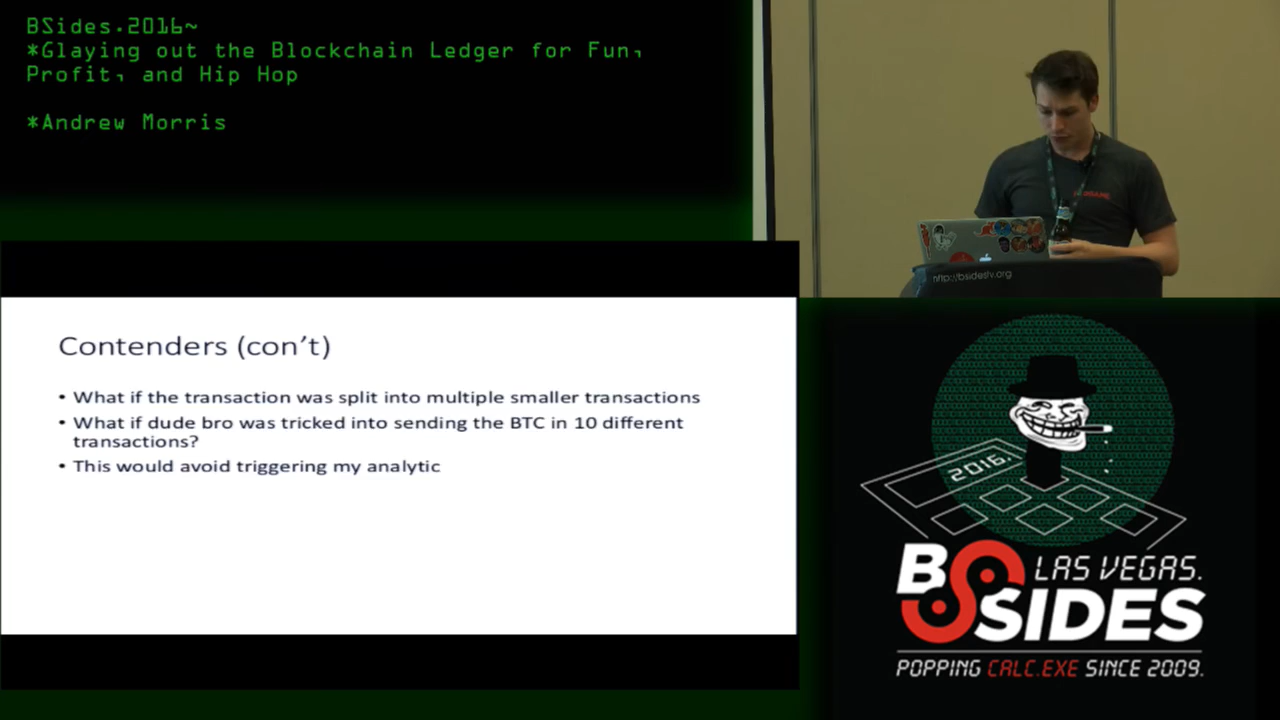 BSides.2016~
*Glaying out the Blockchain Ledger for Fun,
Profit, and Hip Hop
*Andrew Morris
http://bsideslv.org
Contenders (con’t)
• What if the transaction was split into multiple smaller transactions
• What if dude bro was tricked into sending the BTC in 10 different
transactions?
• This would avoid triggering my analytic
2016.
BSIDES
LAS VEGAS.
POPPING CALC.EXE SINCE 2009.